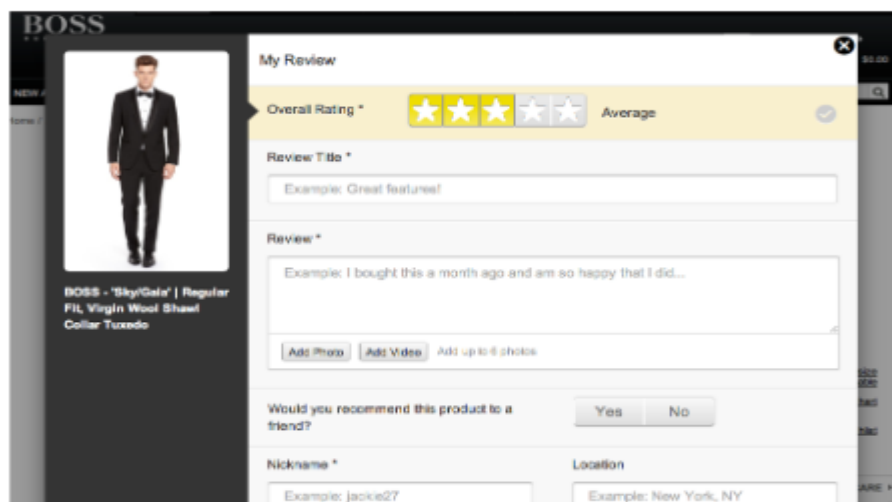 BOSS
$0.00
NEW
My Review
Overall Rating *
Average
Review Title *
Example: Great features!
Review *
Example: I bought this a month ago and am so happy that I did...
Add Photo
Add Video
Add up to 6 photos
BOSS - 'Sky/Gala' | Regular
Fit, Virgin Wool Shawl
Collar Tuxedo
Would you recommend this product to a
friend?
Yes
No
Nickname *
Location
Example: jackie27
Example: New York, NY